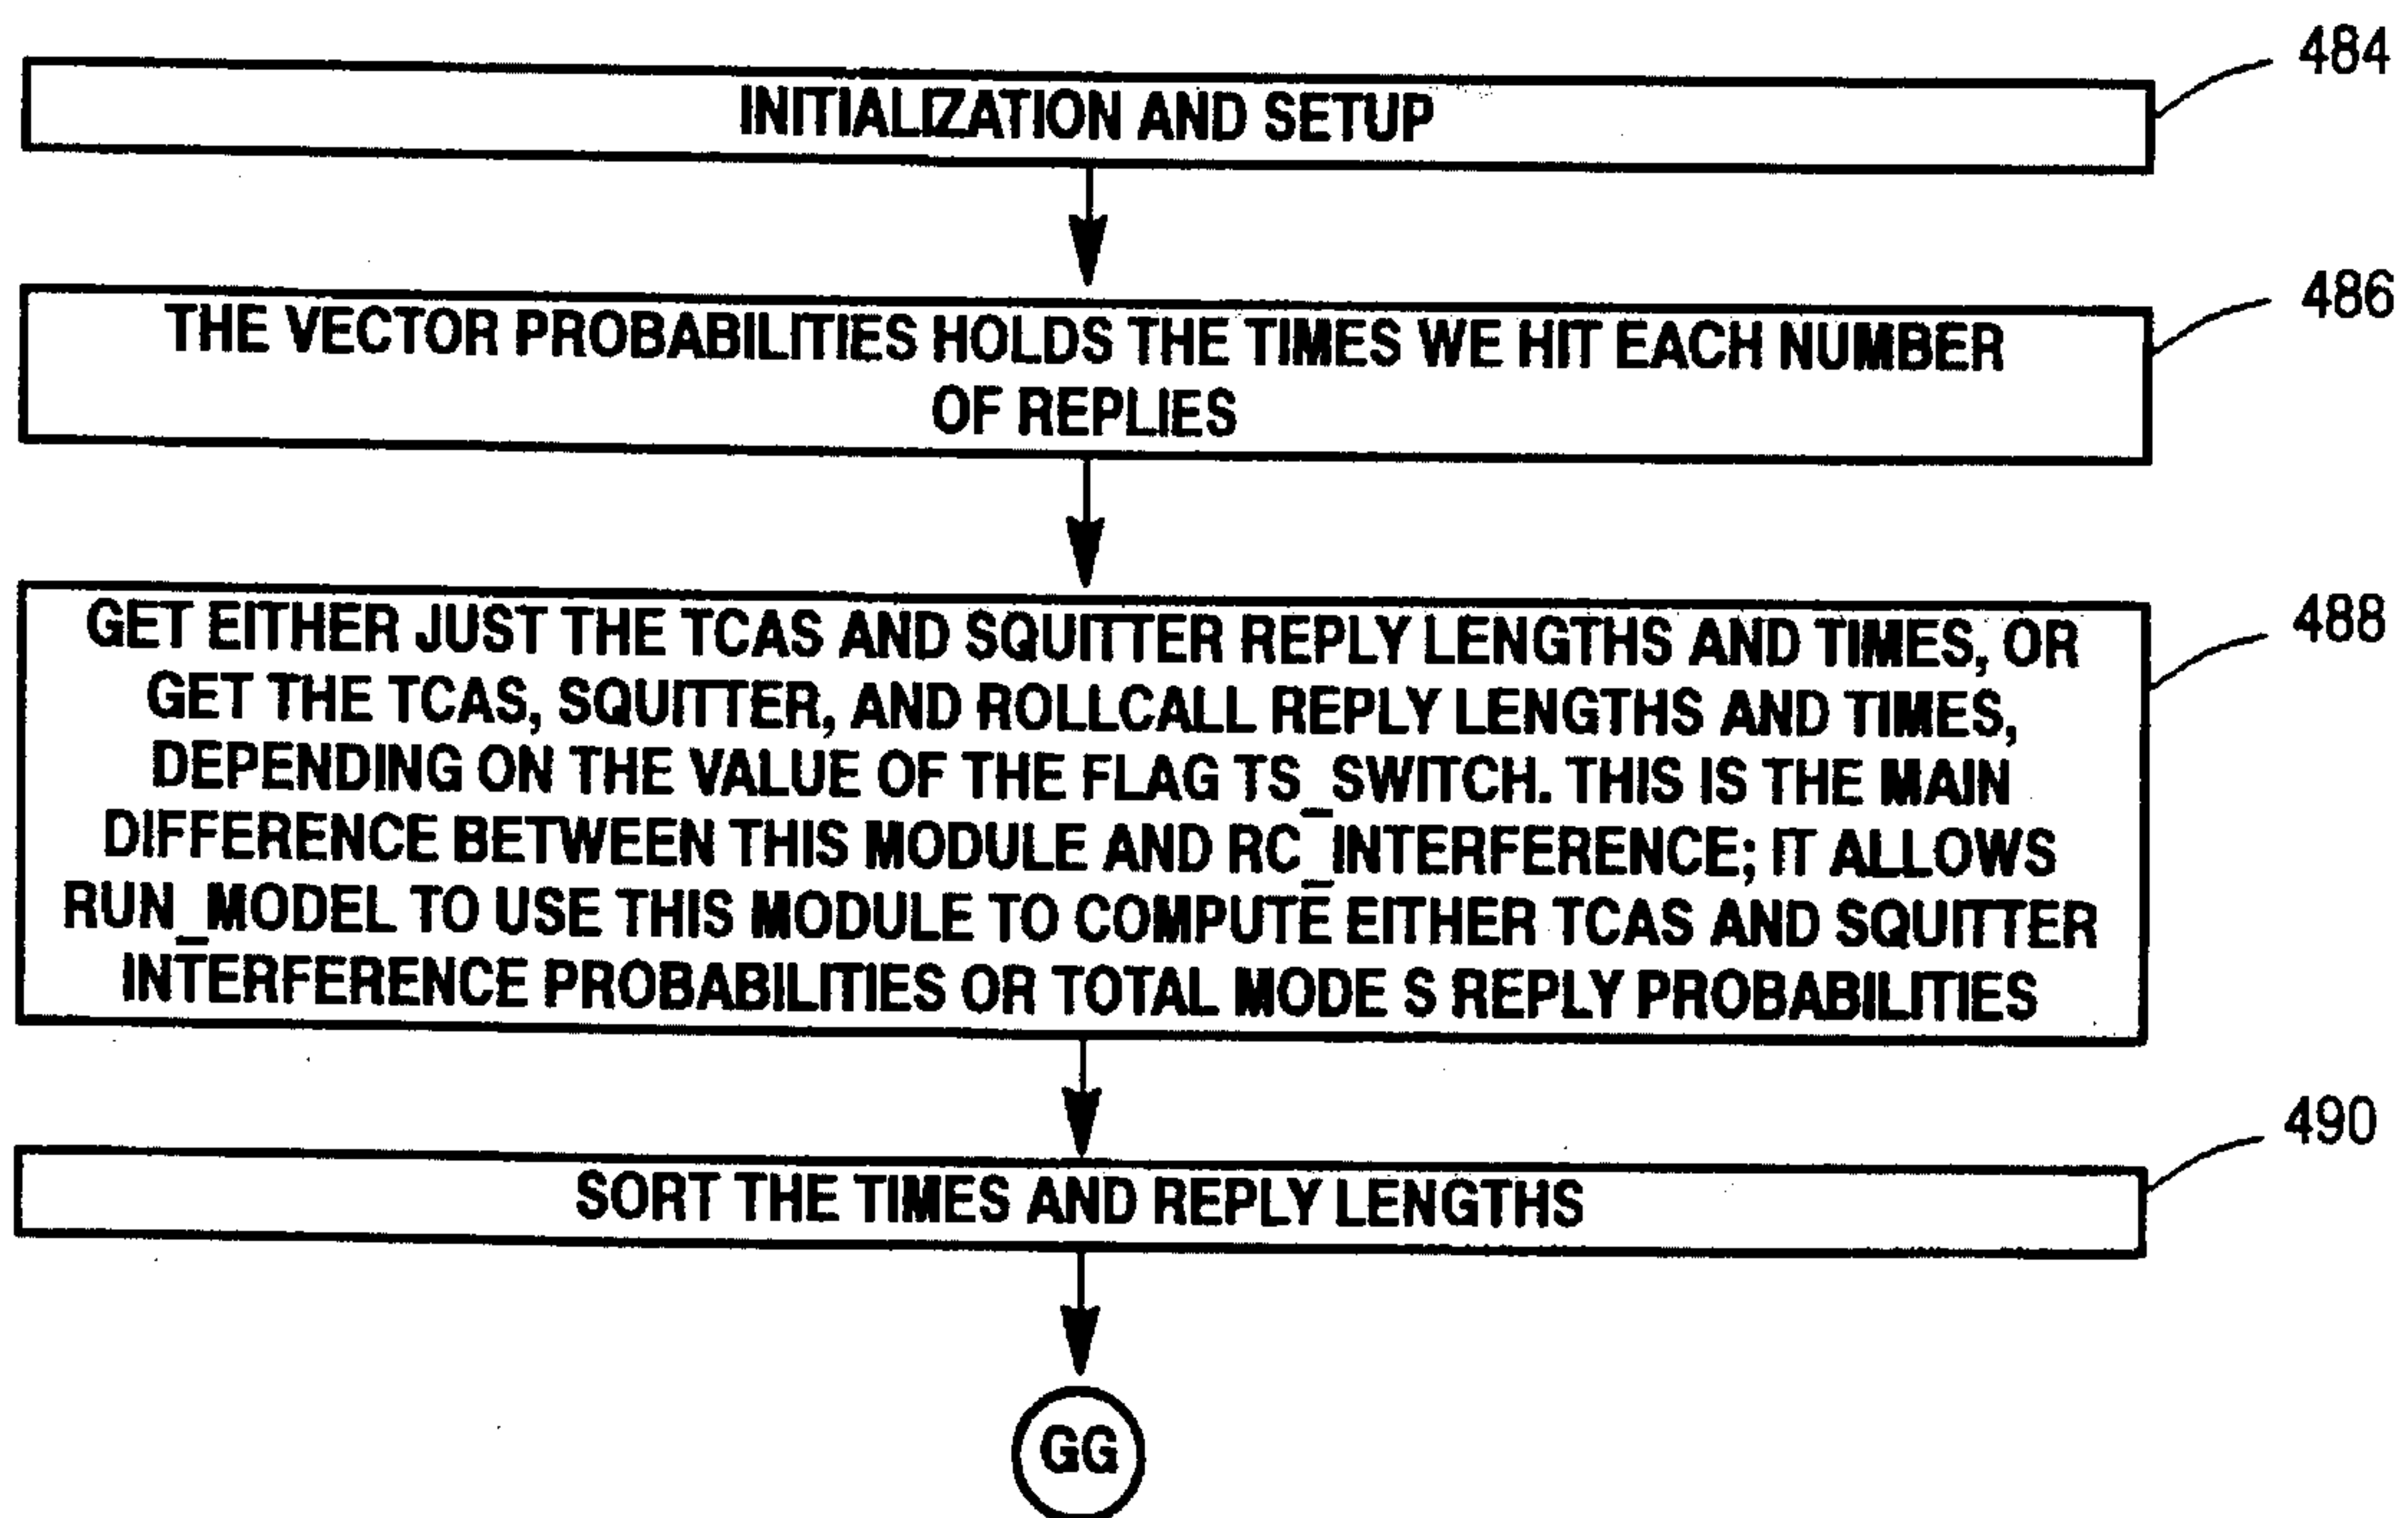 484
INITIALIZATION AND SETUP
486
THE VECTOR PROBABILITIES HOLDS THE TIMES WE HIT EACH NUMBER
OF REPLIES
488
GET EITHER JUST THE TCAS AND SQUITTER REPLY LENGTHS AND TIMES, OR
GET THE TCAS, SQUITTER, AND ROLLCALL REPLY LENGTHS AND TIMES,
DEPENDING ON THE VALUE OF THE FLAG TS_SWITCH. THIS IS THE MAIN
DIFFERENCE BETWEEN THIS MODULE AND RC_INTERFERENCE; IT ALLOWS
RUN_MODEL TO USE THIS MODULE TO COMPUTE EITHER TCAS AND SQUITTER
INTERFERENCE PROBABILITIES OR TOTAL MODE S REPLY PROBABILITIES
490
SORT THE TIMES AND REPLY LENGTHS
GG